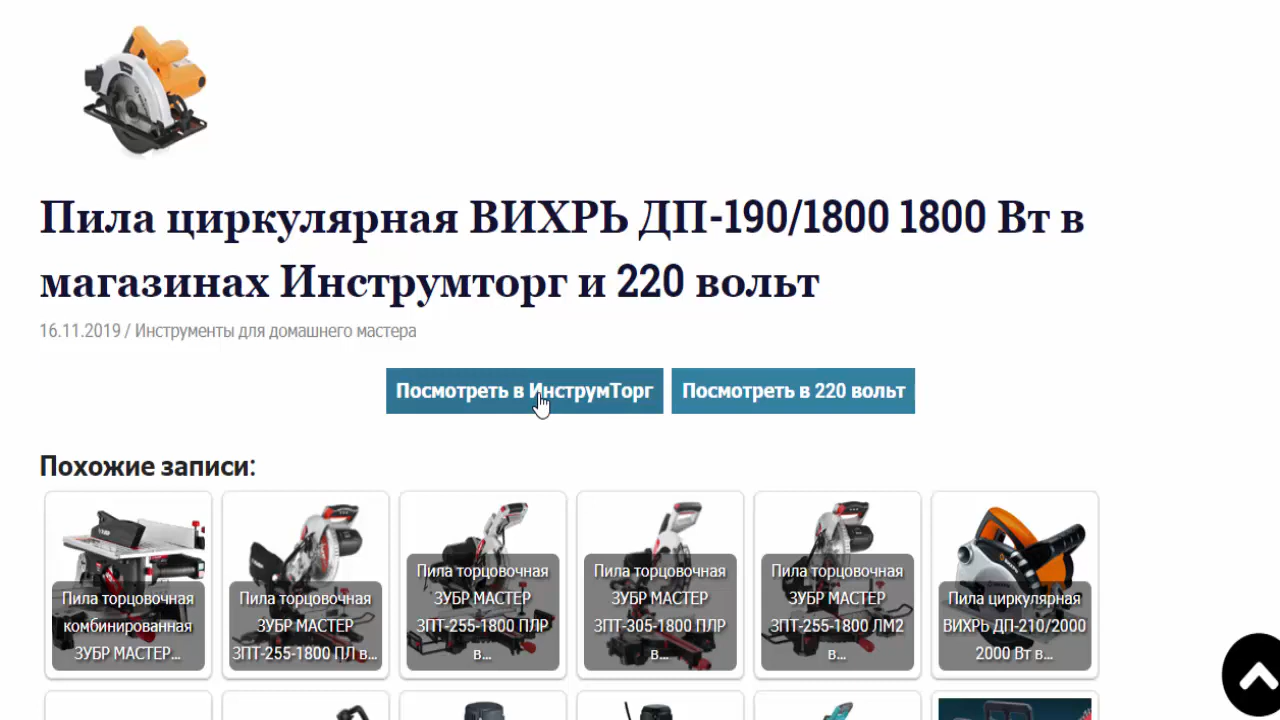 Пила циркулярная ВИХРЬ ДП-190/1800 1800 Вт в
магазинах Инструмторг и 220 вольт
16.11.2019 / Инструменты для домашнего мастера
Посмотреть в ИнструмТорг
Посмотреть в 220 вольт
Похожие записи:
Пила торцовочная
комбинированная
ЗУБР МАСТЕР...
Пила торцовочная
ЗУБР МАСТЕР
ЗПТ-255-1800 ПЛ в...
Пила торцовочная
ЗУБР МАСТЕР
ЗПТ-255-1800 ПЛР
в...
Пила торцовочная
ЗУБР МАСТЕР
ЗПТ-305-1800 ПЛР
в...
Пила торцовочная
ЗУБР МАСТЕР
ЗПТ-255-1800 ЛМ2
в...
Пила циркулярная
ВИХРЬ ДП-210/2000
2000 Вт в...